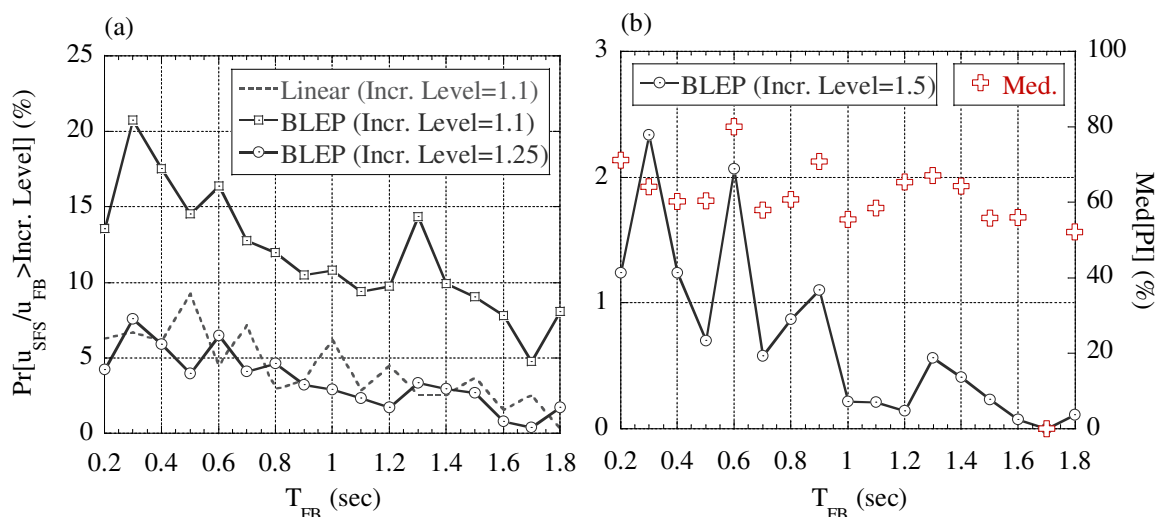 (a)
25
20
15
10
5
0
Pr[u_SFS/u_FB>Incr. Level] (%)
Linear (Incr. Level=1.1)
BLEP (Incr. Level=1.1)
BLEP (Incr. Level=1.25)
0.2 0.4 0.6 0.8 1 1.2 1.4 1.6 1.8
T_FB (sec)
(b)
3
2
1
0
BLEP (Incr. Level=1.5)
Med.
100
80
60
40
20
0
Med[PI] (%)
0.2 0.4 0.6 0.8 1 1.2 1.4 1.6 1.8
T_FB (sec)